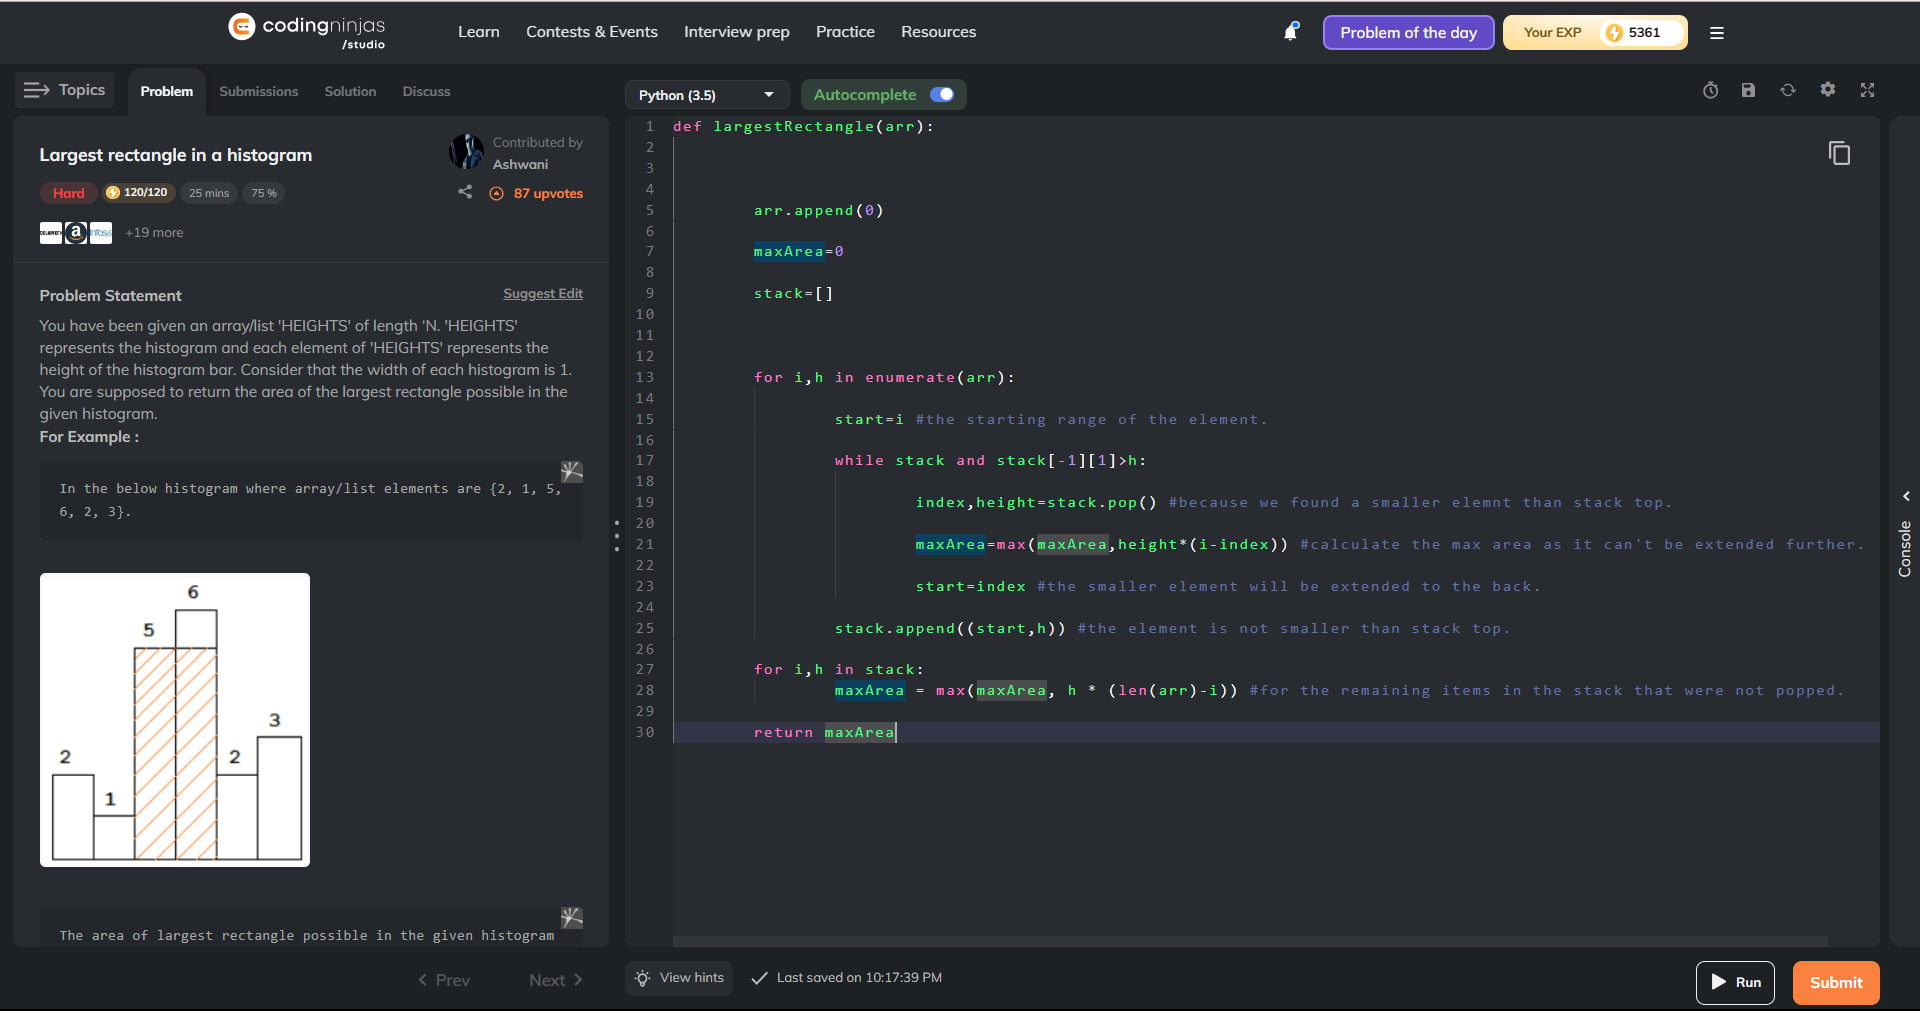 codingninjas
/studio
Learn
Contests & Events
Interview prep
Practice
Resources
Problem of the day
Your EXP
5361
Topics
Problem
Submissions
Solution
Discuss
Largest rectangle in a histogram
Contributed by
Ashwani
Hard
120/120
25 mins
75 %
87 upvotes
a
infosys
+19 more
Problem Statement
Suggest Edit
You have been given an array/list 'HEIGHTS' of length ‘N. 'HEIGHTS'
represents the histogram and each element of 'HEIGHTS' represents the
height of the histogram bar. Consider that the width of each histogram is 1.
You are supposed to return the area of the largest rectangle possible in the
given histogram.
For Example :
In the below histogram where array/list elements are {2, 1, 5,
6, 2, 3}.
6
5
3
2
2
1
The area of largest rectangle possible in the given histogram
Prev
Next
Python (3.5)
Autocomplete
1 def largestRectangle(arr):
2
3
4
5 arr.append(0)
6
7 maxArea=0
8
9 stack=[]
10
11
12
13 for i,h in enumerate(arr):
14
15 start=i #the starting range of the element.
16
17 while stack and stack[-1][1]>h:
18
19 index,height=stack.pop() #because we found a smaller elemnt than stack top.
20
21 maxArea=max(maxArea,height*(i-index)) #calculate the max area as it can't be extended further.
22
23 start=index #the smaller element will be extended to the back.
24
25 stack.append((start,h)) #the element is not smaller than stack top.
26
27 for i,h in stack:
28 maxArea = max(maxArea, h * (len(arr)-i)) #for the remaining items in the stack that were not popped.
29
30 return maxArea
Console
View hints
Last saved on 10:17:39 PM
Run
Submit